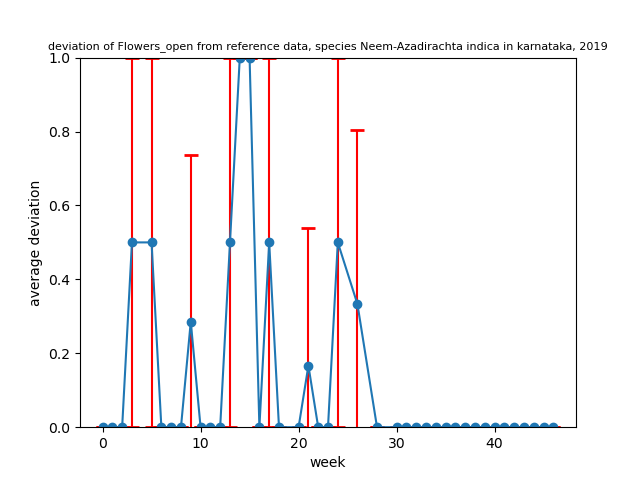 deviation of Flowers_open from reference data, species Neem-Azadirachta indica in karnataka, 2019
1.0
0.8
0.6
0.4
0.2
0.0
average deviation
0 10 20 30 40
week